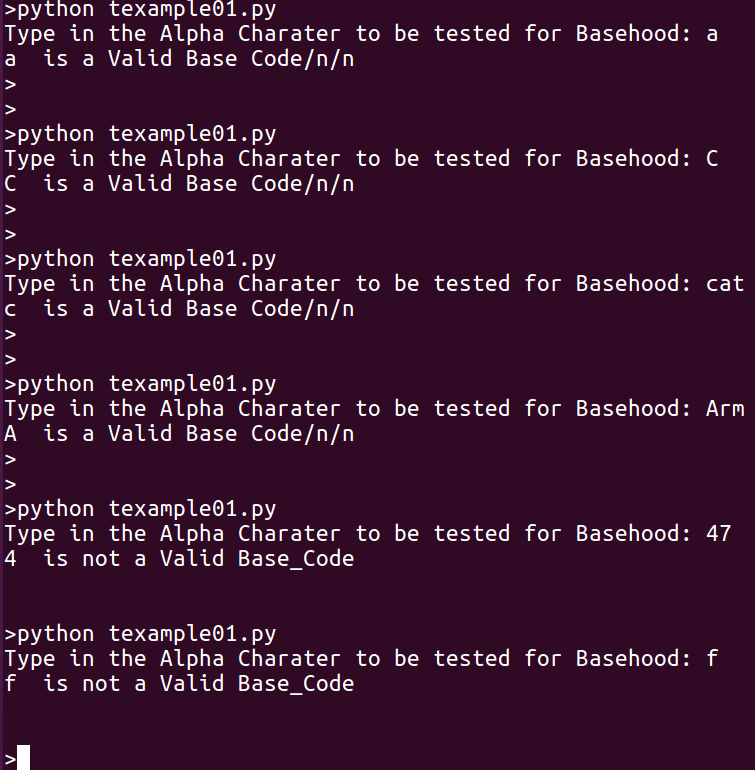 >python texample01.py
Type in the Alpha Charater to be tested for Basehood: a
a  is a Valid Base Code/n/n
>
>
>python texample01.py
Type in the Alpha Charater to be tested for Basehood: C
C  is a Valid Base Code/n/n
>
>
>python texample01.py
Type in the Alpha Charater to be tested for Basehood: cat
c  is a Valid Base Code/n/n
>
>
>python texample01.py
Type in the Alpha Charater to be tested for Basehood: Arm
A  is a Valid Base Code/n/n
>
>
>python texample01.py
Type in the Alpha Charater to be tested for Basehood: 47
4  is not a Valid Base_Code
>python texample01.py
Type in the Alpha Charater to be tested for Basehood: f
f  is not a Valid Base_Code
>